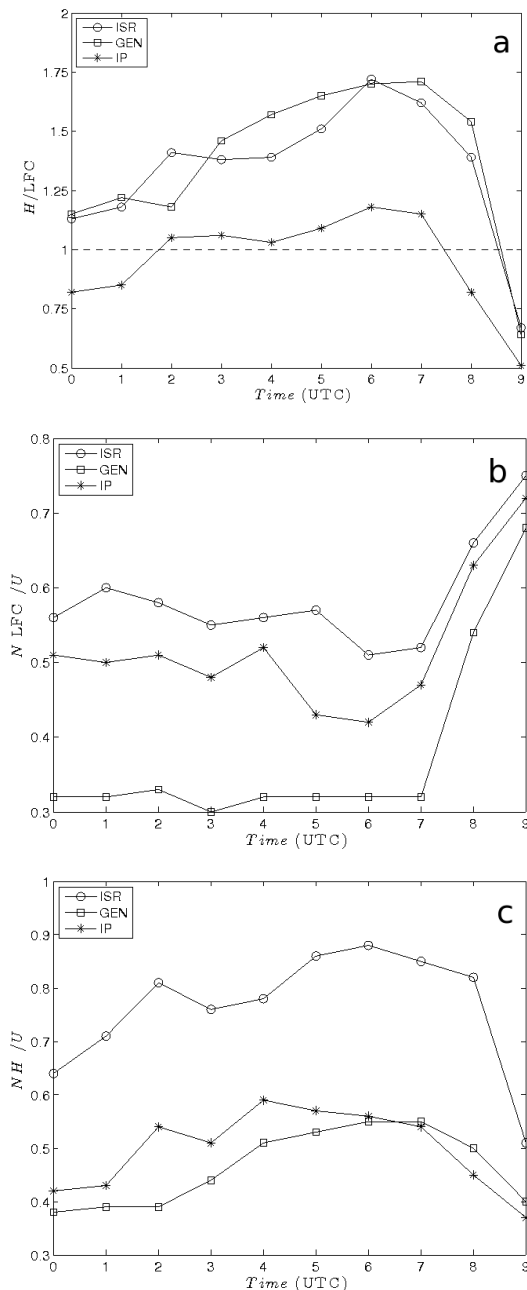 a
ISR
GEN
IP
2
1.75
1.5
1.25
1
0.75
0.5
H/LFC
0 1 2 3 4 5 6 7 8 9
Time (UTC)
b
ISR
GEN
IP
0.8
0.7
0.6
0.5
0.4
0.3
N LFC /U
0 1 2 3 4 5 6 7 8 9
Time (UTC)
c
ISR
GEN
IP
1
0.9
0.8
0.7
0.6
0.5
0.4
0.3
NH /U
0 1 2 3 4 5 6 7 8 9
Time (UTC)